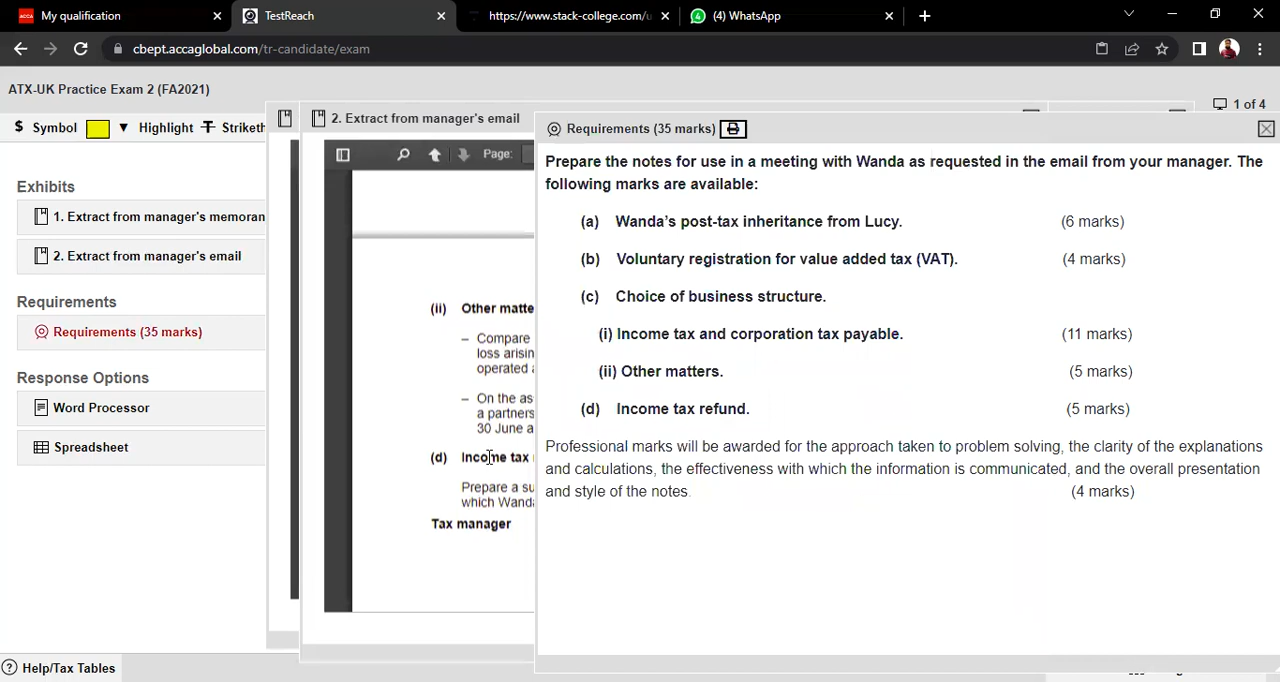 My qualification
TestReach
https://www.stack-college.com/u
(4) WhatsApp
cbept.accaglobal.com/tr-candidate/exam
ATX-UK Practice Exam 2 (FA2021)
1 of 4
$ Symbol
Highlight
T Striketh
2. Extract from manager's email
Requirements (35 marks)
Page:
Exhibits
1. Extract from manager's memoran
2. Extract from manager's email
Requirements
Requirements (35 marks)
Response Options
Word Processor
Spreadsheet
(ii) Other matte
– Compare
loss arisin
operated a
– On the as
a partners
30 June a
(d) Income tax
Prepare a su
which Wanda
Tax manager
Prepare the notes for use in a meeting with Wanda as requested in the email from your manager. The
following marks are available:
(a) Wanda's post-tax inheritance from Lucy. (6 marks)
(b) Voluntary registration for value added tax (VAT). (4 marks)
(c) Choice of business structure.
(i) Income tax and corporation tax payable. (11 marks)
(ii) Other matters. (5 marks)
(d) Income tax refund. (5 marks)
Professional marks will be awarded for the approach taken to problem solving, the clarity of the explanations
and calculations, the effectiveness with which the information is communicated, and the overall presentation
and style of the notes. (4 marks)
Help/Tax Tables